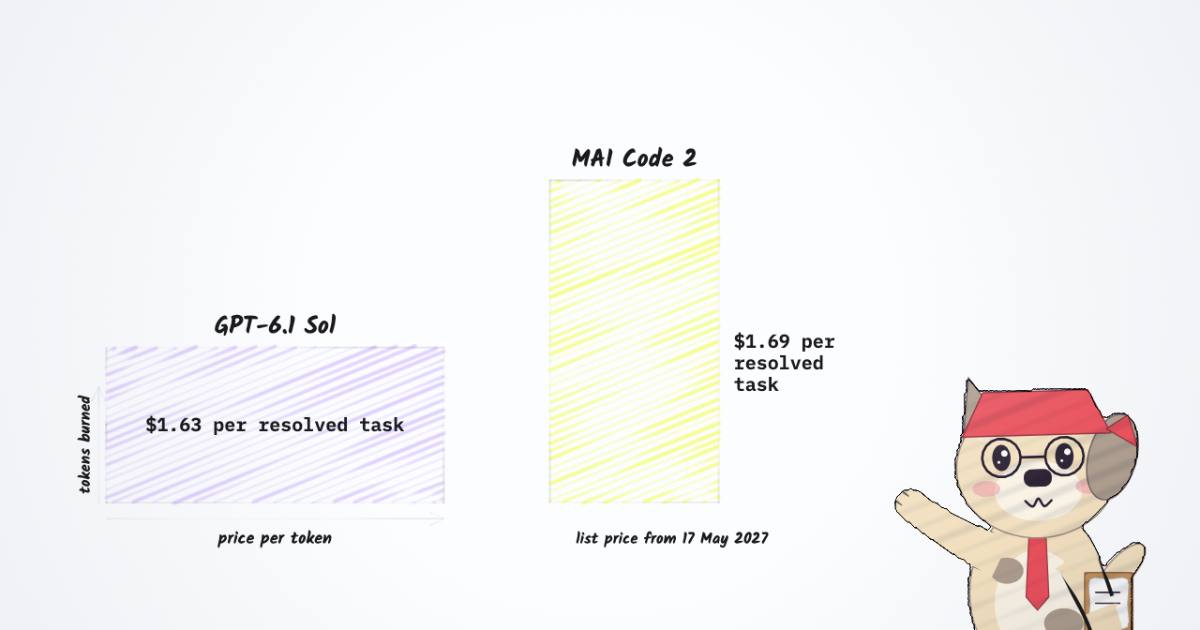 MAI Code 2
GPT-6.1 Sol
$1.63 per resolved task
$1.69 per
resolved
task
tokens burned
price per token
list price from 17 May 2027